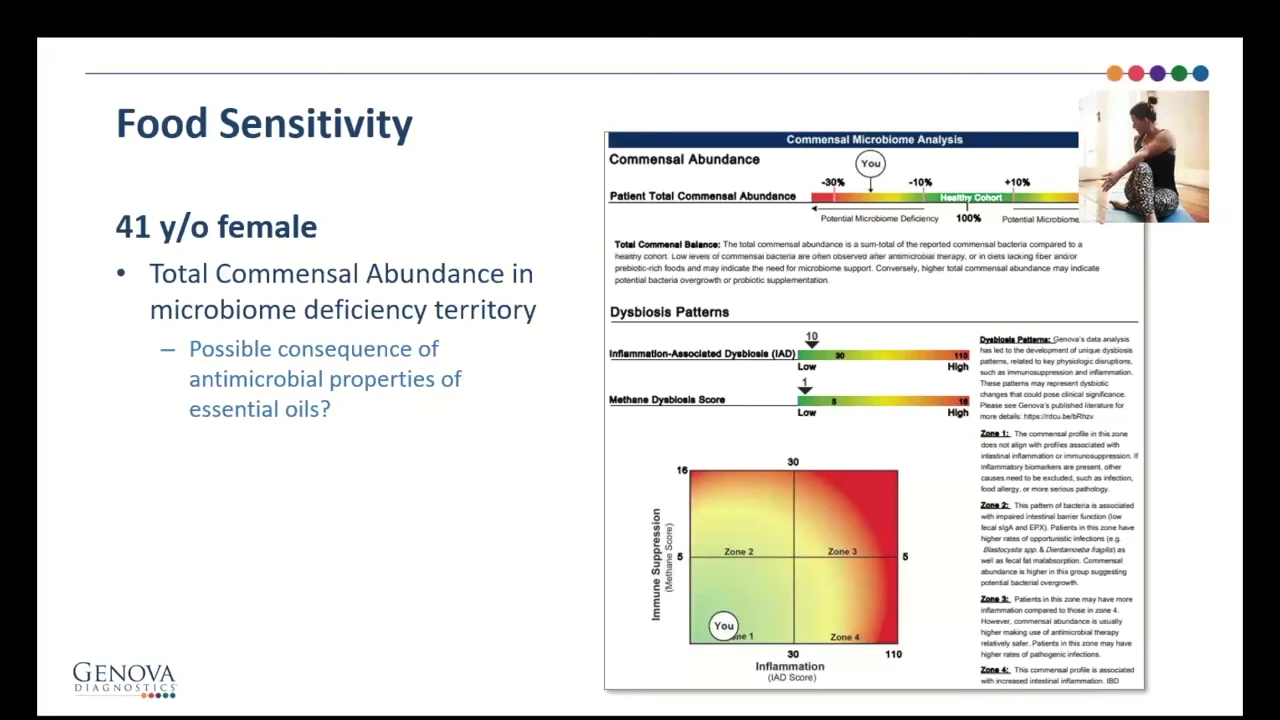 Food Sensitivity
41 y/o female
• Total Commensal Abundance in
microbiome deficiency territory
– Possible consequence of
antimicrobial properties of
essential oils?
GENOVA
DIAGNOSTICS
Commensal Microbiome Analysis
Commensal Abundance
You
-30% -10% +10%
Patient Total Commensal Abundance
Healthy Cohort
Potential Microbiome Deficiency 100% Potential Microbiome
Total Commensal Balance: The total commensal abundance is a sum-total of the reported commensal bacteria compared to a
healthy cohort. Low levels of commensal bacteria are often observed after antimicrobial therapy, or in diets lacking fiber and/or
prebiotic-rich foods and may indicate the need for microbiome support. Conversely, higher total commensal abundance may indicate
potential bacteria overgrowth or probiotic supplementation.
Dysbiosis Patterns
10
Inflammation-Associated Dysbiosis (IAD) 30 110
Low High
1
Methane Dysbiosis Score 5 16
Low High
30
16
Immune Suppression
(Methane Score)
5 5
Zone 2 Zone 3
You
ne 1 Zone 4
30 110
Inflammation
(IAD Score)
Dysbiosis Patterns: Genova's data analysis
has led to the development of unique dysbiosis
patterns, related to key physiologic disruptions,
such as immunosuppression and inflammation.
These patterns may represent dysbiotic
changes that could pose clinical significance.
Please see Genova's published literature for
more details: https://rdcu.be/bRhzv
Zone 1: The commensal profile in this zone
does not align with profiles associated with
intestinal inflammation or immunosuppression. If
inflammatory biomarkers are present, other
causes need to be excluded, such as infection,
food allergy, or more serious pathology.
Zone 2: This pattern of bacteria is associated
with impaired intestinal barrier function (low
fecal sIgA and EPX). Patients in this zone have
higher rates of opportunistic infections (e.g.
Blastocystis spp. & Dientamoeba fragilis) as
well as fecal fat malabsorption. Commensal
abundance is higher in this group suggesting
potential bacterial overgrowth.
Zone 3: Patients in this zone may have more
inflammation compared to those in zone 4.
However, commensal abundance is usually
higher making use of antimicrobial therapy
relatively safer. Patients in this zone may have
higher rates of pathogenic infections.
Zone 4: This commensal profile is associated
with increased intestinal inflammation. IBD